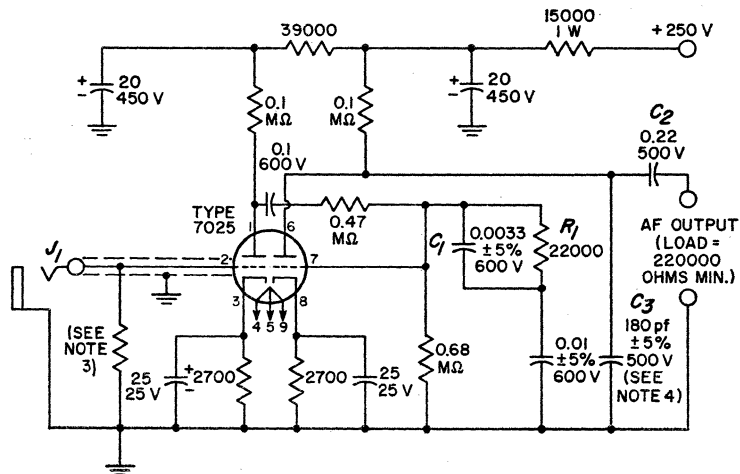 39000
15000
1 W
+250 V
+
-
20
450 V
0.1
MΩ
0.1
MΩ
+
-
20
450 V
C2
0.22
500 V
0.1
600 V
TYPE
7025
1
6
0.47
MΩ
C1
0.0033
±5%
600 V
R1
22000
AF OUTPUT
(LOAD =
220000
OHMS MIN.)
J1
2
7
3
8
4 5 9
C3
180 pf
±5%
500 V
(SEE
NOTE 4)
(SEE
NOTE
3)
25
25 V
+
-
2700
2700
25
25 V
0.68
MΩ
0.01
±5%
600 V